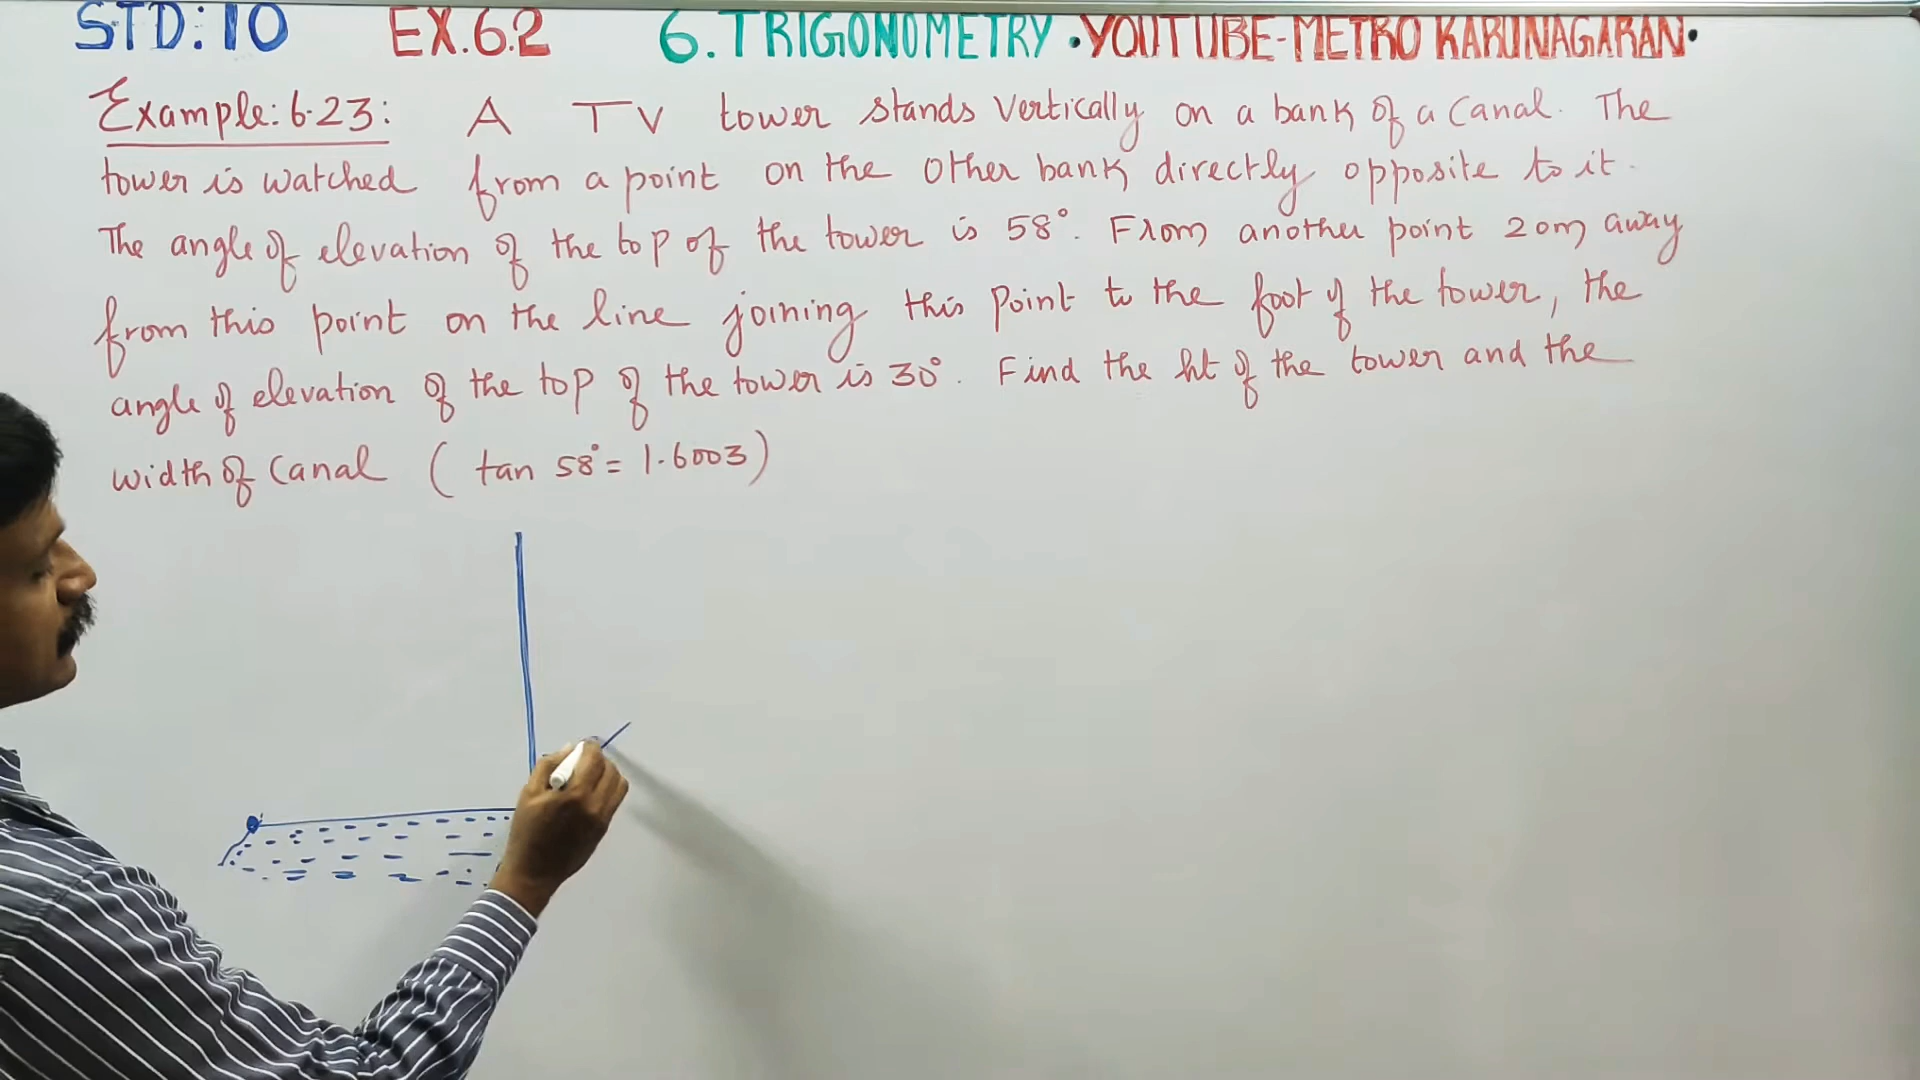 STD: 10 EX.6.2 6. TRIGONOMETRY • YOUTUBE-METRO KARUNAGARAN •
Example: 6.23: A TV tower stands vertically on a bank of a canal. The
tower is watched from a point on the other bank directly opposite to it.
The angle of elevation of the top of the tower is 58°. From another point 20m away
from this point on the line joining this point to the foot of the tower, the
angle of elevation of the top of the tower is 30°. Find the ht of the tower and the
width of canal ( tan 58° = 1.6003 )